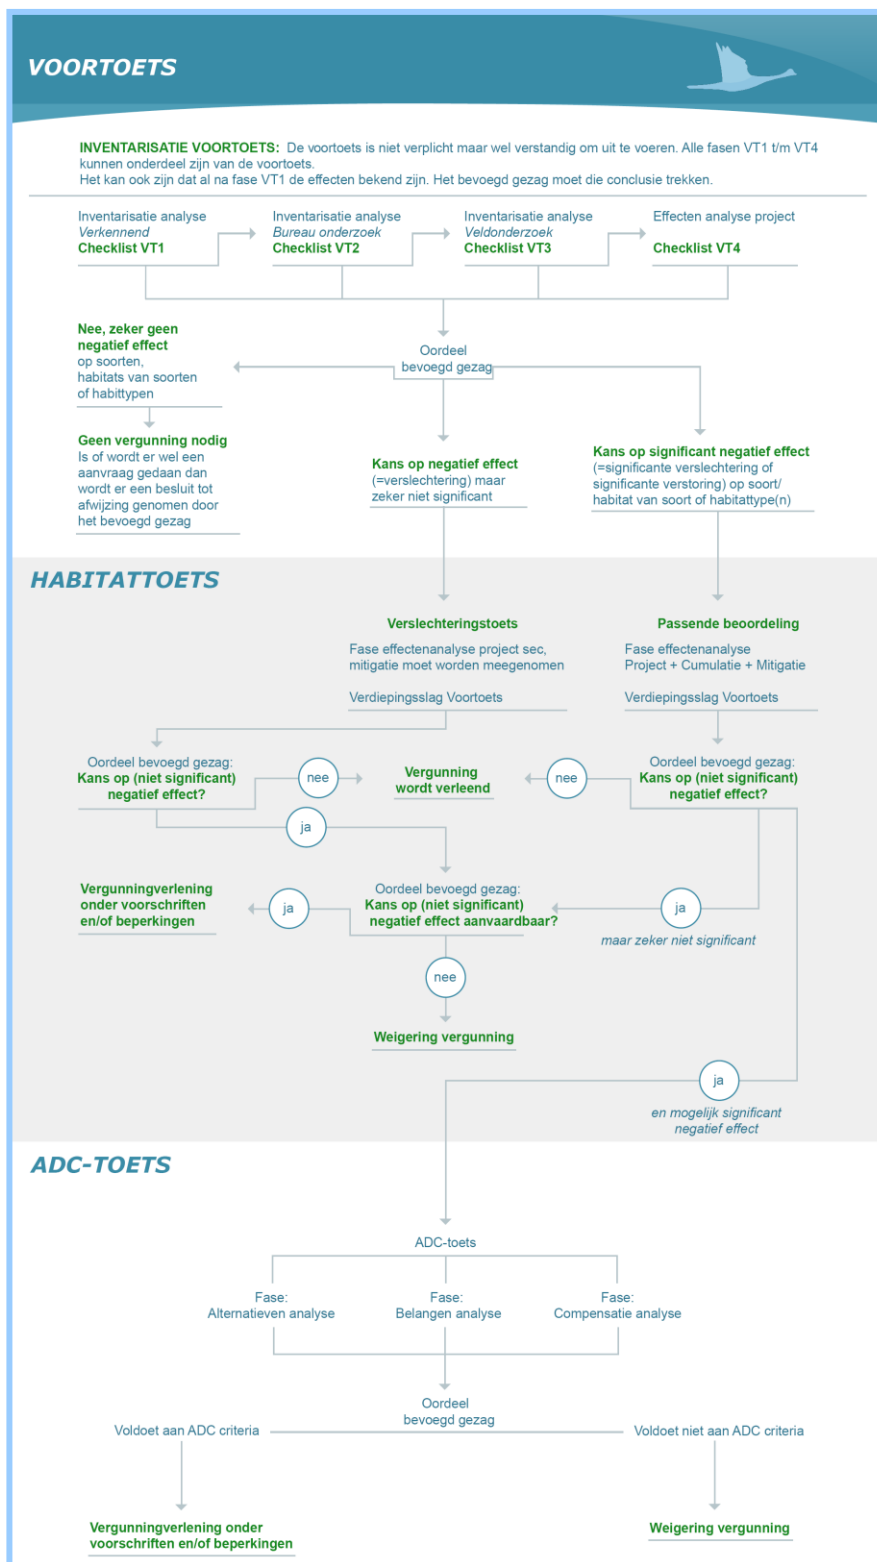 VOORTOETS
INVENTARISATIE VOORTOETS: De voortoets is niet verplicht maar wel verstandig om uit te voeren. Alle fasen VT1 t/m VT4
kunnen onderdeel zijn van de voortoets.
Het kan ook zijn dat al na fase VT1 de effecten bekend zijn. Het bevoegd gezag moet die conclusie trekken.
Inventarisatie analyse
Verkennend
Checklist VT1
Inventarisatie analyse
Bureau onderzoek
Checklist VT2
Inventarisatie analyse
Veldonderzoek
Checklist VT3
Effecten analyse project
Checklist VT4
Oordeel
bevoegd gezag
Nee, zeker geen
negatief effect
op soorten,
habitats van soorten
of habittypen
Geen vergunning nodig
Is of wordt er wel een
aanvraag gedaan dan
wordt er een besluit tot
afwijzing genomen door
het bevoegd gezag
Kans op negatief effect
(=verslechtering) maar
zeker niet significant
Kans op significant negatief effect
(=significante verslechtering of
significante verstoring) op soort/
habitat van soort of habitattype(n)
HABITATTOETS
Verslechteringstoets
Fase effectenanalyse project sec,
mitigatie moet worden meegenomen
Verdiepingsslag Voortoets
Passende beoordeling
Fase effectenanalyse
Project + Cumulatie + Mitigatie
Verdiepingsslag Voortoets
Oordeel bevoegd gezag:
Kans op (niet significant)
negatief effect?
nee
Vergunning
wordt verleend
nee
Oordeel bevoegd gezag:
Kans op (niet significant)
negatief effect?
ja
Vergunningverlening
onder voorschriften
en/of beperkingen
ja
Oordeel bevoegd gezag:
Kans op (niet significant)
negatief effect aanvaardbaar?
ja
maar zeker niet significant
nee
Weigering vergunning
ja
en mogelijk significant
negatief effect
ADC-TOETS
ADC-toets
Fase:
Alternatieven analyse
Fase:
Belangen analyse
Fase:
Compensatie analyse
Oordeel
bevoegd gezag
Voldoet aan ADC criteria
Voldoet niet aan ADC criteria
Vergunningverlening onder
voorschriften en/of beperkingen
Weigering vergunning